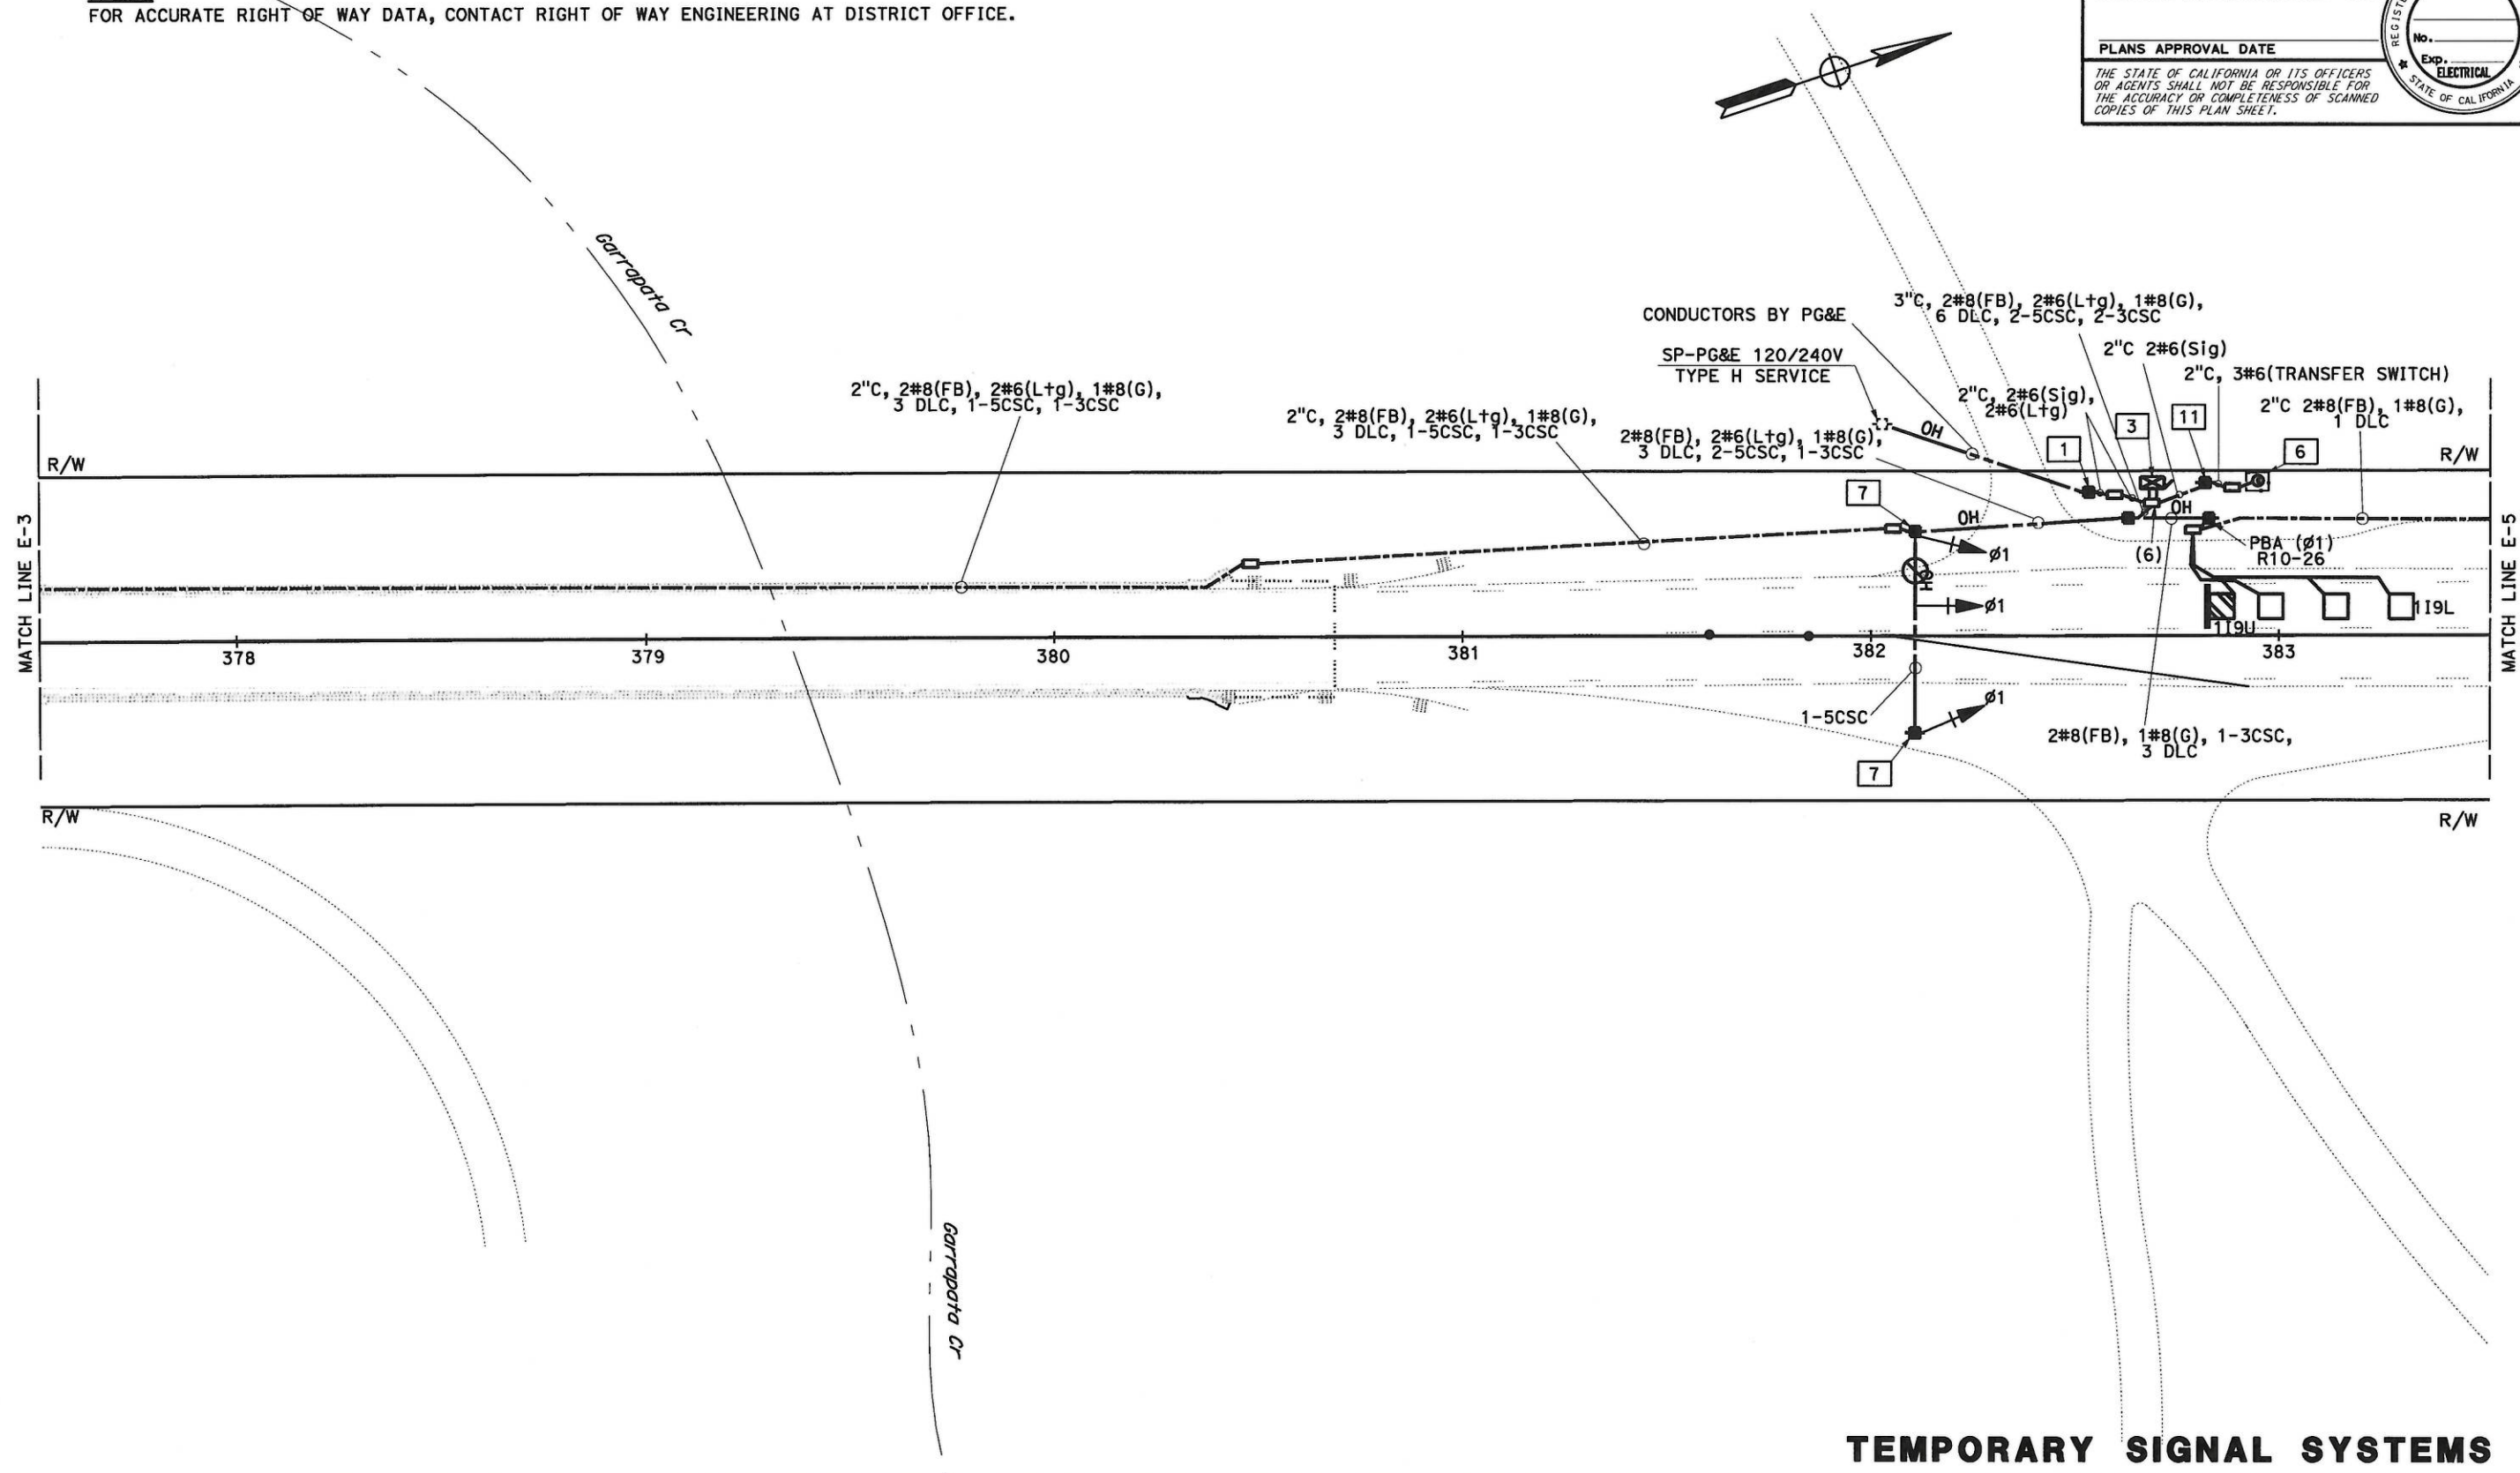 FOR ACCURATE RIGHT OF WAY DATA, CONTACT RIGHT OF WAY ENGINEERING AT DISTRICT OFFICE.
PLANS APPROVAL DATE
THE STATE OF CALIFORNIA OR ITS OFFICERS
OR AGENTS SHALL NOT BE RESPONSIBLE FOR
THE ACCURACY OR COMPLETENESS OF SCANNED
COPIES OF THIS PLAN SHEET.
No.
Exp.
ELECTRICAL
STATE OF CALIFORNIA
Garrapata Cr
CONDUCTORS BY PG&E
SP-PG&E 120/240V
TYPE H SERVICE
3"C, 2#8(FB), 2#6(Ltg), 1#8(G),
6 DLC, 2-5CSC, 2-3CSC
2"C 2#6(Sig)
2"C, 3#6(TRANSFER SWITCH)
2"C, 2#6(Sig),
2#6(Ltg)
2"C 2#8(FB), 1#8(G),
1 DLC
2"C, 2#8(FB), 2#6(Ltg), 1#8(G),
3 DLC, 1-5CSC, 1-3CSC
2"C, 2#8(FB), 2#6(Ltg), 1#8(G),
3 DLC, 1-5CSC, 1-3CSC
2#8(FB), 2#6(Ltg), 1#8(G),
3 DLC, 2-5CSC, 1-3CSC
OH
1
3
11
6
R/W
R/W
7
OH
OH
PBA (Ø1)
R10-26
(6)
Ø1
OH
Ø1
1I9L
1I9U
MATCH LINE E-3
MATCH LINE E-5
378
379
380
381
382
383
Ø1
1-5CSC
7
2#8(FB), 1#8(G), 1-3CSC,
3 DLC
R/W
R/W
Garrapata Cr
TEMPORARY SIGNAL SYSTEMS